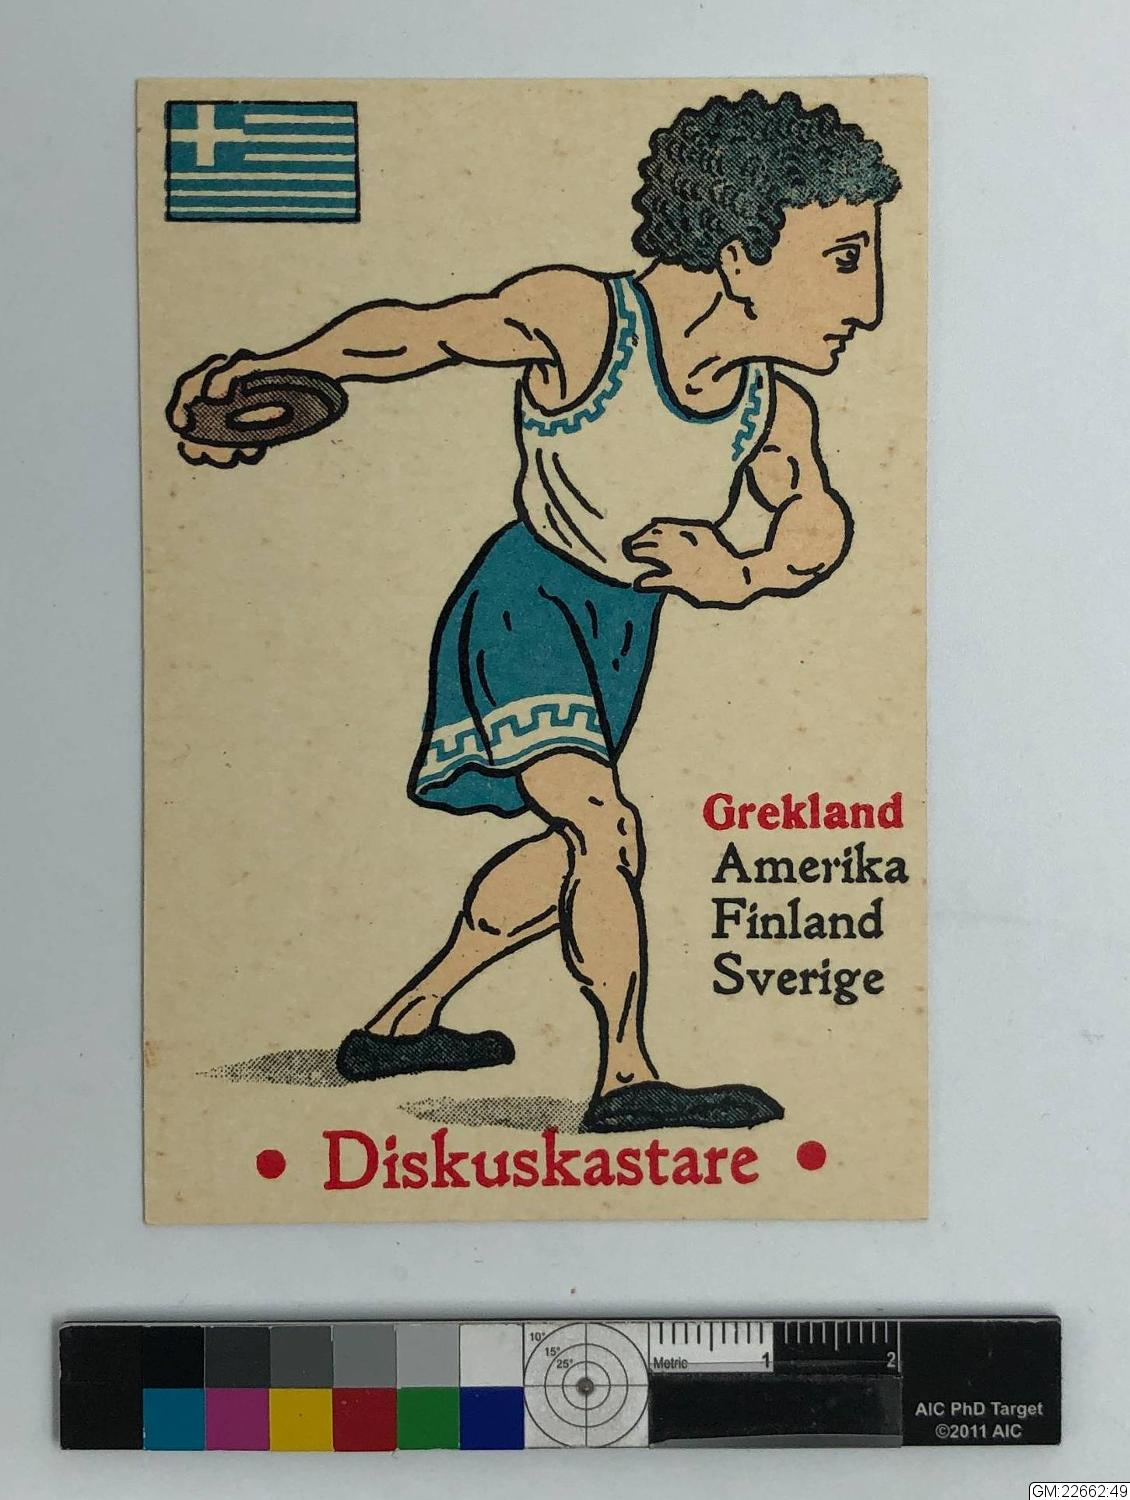 Grekland
Amerika
Finland
Sverige
• Diskuskastare •
10°
15°
25°
Metric
1
2
AIC PhD Target
©2011 AIC
GM:22662:49